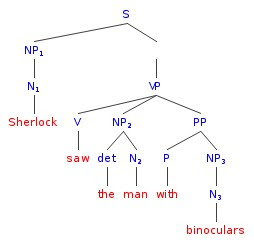 S
NP₁
N₁ VP
Sherlock V NP₂ PP
saw det N₂ P NP₃
the man with N₃
binoculars